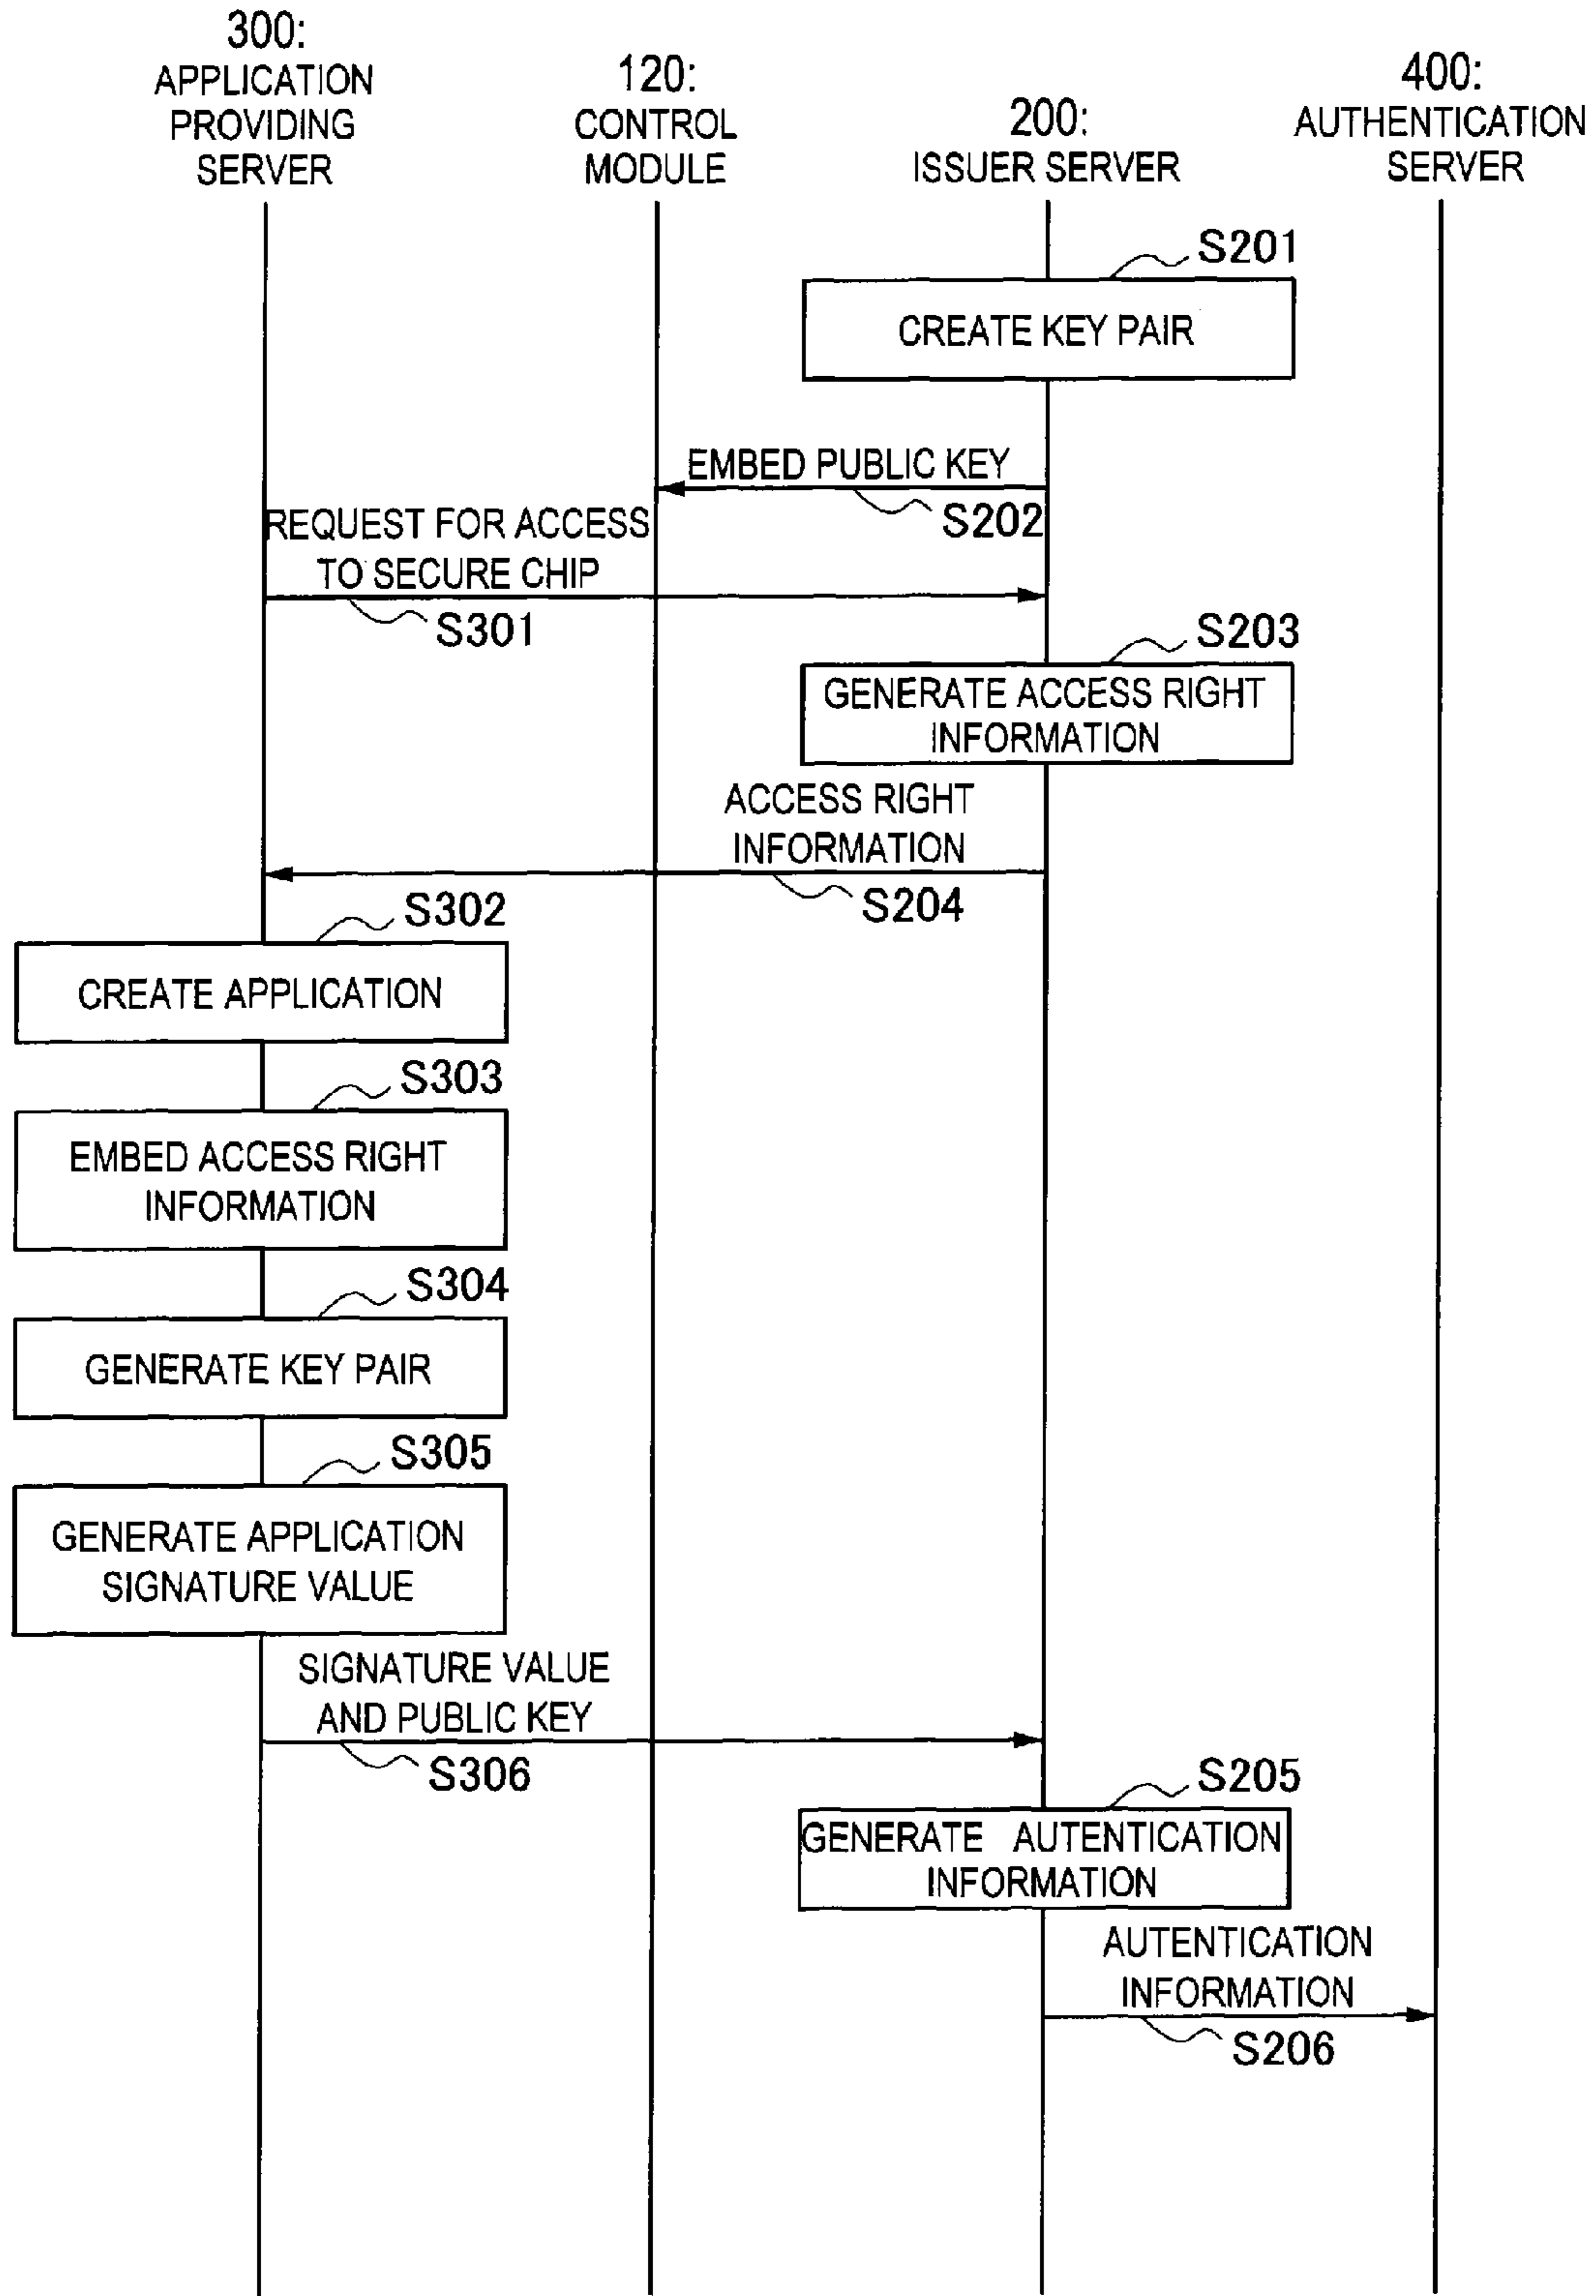 300:
APPLICATION
PROVIDING
SERVER
120:
CONTROL
MODULE
200:
ISSUER SERVER
400:
AUTHENTICATION
SERVER
S201
CREATE KEY PAIR
EMBED PUBLIC KEY
S202
REQUEST FOR ACCESS
TO SECURE CHIP
S301
S203
GENERATE ACCESS RIGHT
INFORMATION
ACCESS RIGHT
INFORMATION
S204
S302
CREATE APPLICATION
S303
EMBED ACCESS RIGHT
INFORMATION
S304
GENERATE KEY PAIR
S305
GENERATE APPLICATION
SIGNATURE VALUE
SIGNATURE VALUE
AND PUBLIC KEY
S306
S205
GENERATE AUTENTICATION
INFORMATION
AUTENTICATION
INFORMATION
S206